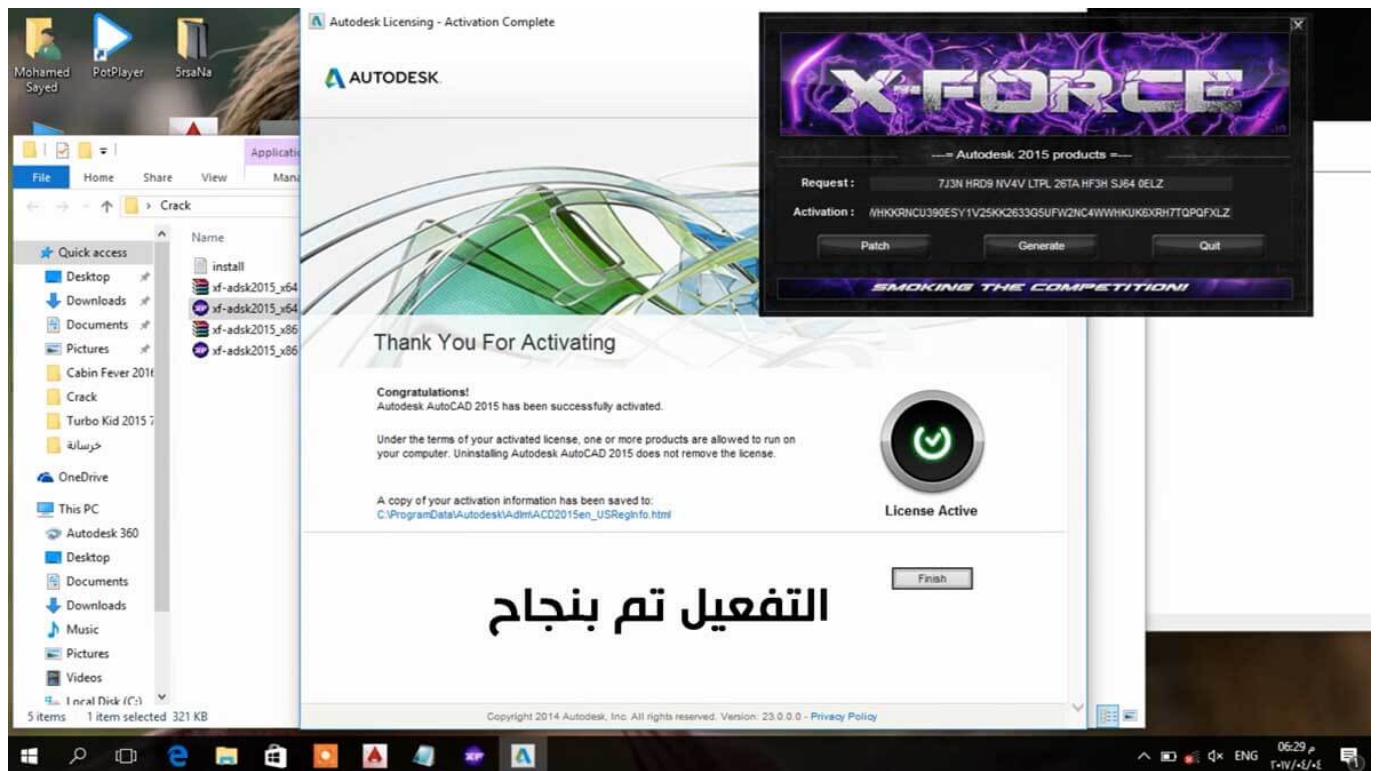 Mohamed Sayed
PotPlayer
5rsaNa
Autodesk Licensing - Activation Complete
AUTODESK.
X-FORCE
---= Autodesk 2015 products =---
Request :
7J3N HRD9 NV4V LTPL 26TA HF3H SJ64 0ELZ
Activation :
Patch
Generate
Quit
SMOKING THE COMPETITION!
File
Home
Share
View
Crack
Name
install
xf-adsk2015_x64
xf-adsk2015_x64
xf-adsk2015_x86
xf-adsk2015_x86
Quick access
Desktop
Downloads
Documents
Pictures
Cabin Fever 2016
Crack
Turbo Kid 2015 7
خرسانة
OneDrive
This PC
Autodesk 360
Desktop
Documents
Downloads
Music
Pictures
Videos
Local Disk (C:)
5 items
1 item selected 321 KB
Thank You For Activating
Congratulations!
Autodesk AutoCAD 2015 has been successfully activated.
Under the terms of your activated license, one or more products are allowed to run on
your computer. Uninstalling Autodesk AutoCAD 2015 does not remove the license.
A copy of your activation information has been saved to:
C:\ProgramData\Autodesk\Adlm\ACD2015en_USRegInfo.html
License Active
Finish
التفعيل تم بنجاح
Copyright 2014 Autodesk, Inc. All rights reserved. Version: 23.0.0.0 - Privacy Policy
ENG
06:29 م
٢٠١٧/٠٤/٠٤